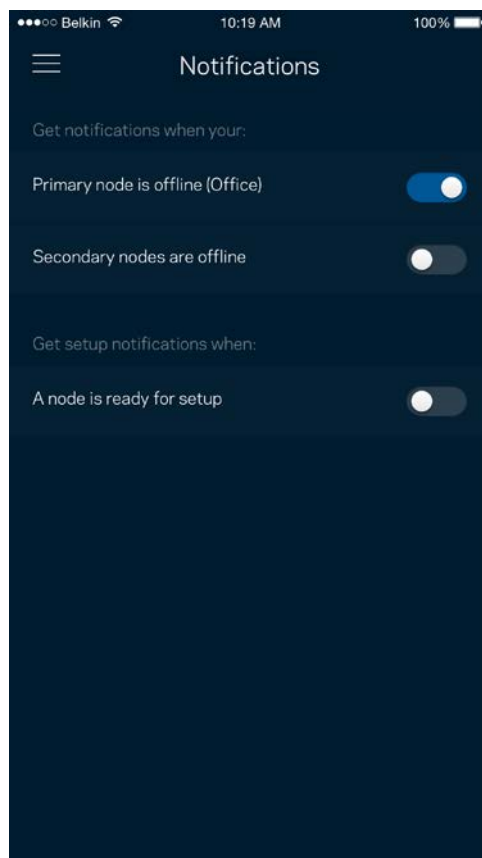 Belkin 10:19 AM 100%
Notifications
Get notifications when your:
Primary node is offline (Office)
Secondary nodes are offline
Get setup notifications when:
A node is ready for setup